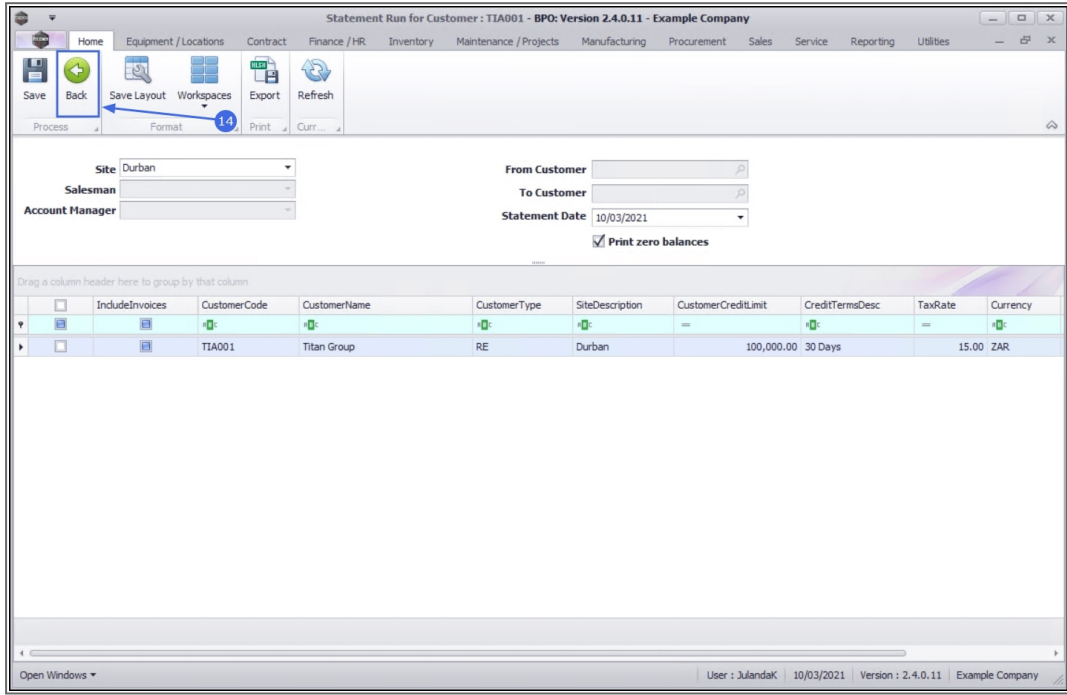 Statement Run for Customer : TIA001 - BPO: Version 2.4.0.11 - Example Company
Home Equipment / Locations Contract Finance / HR Inventory Maintenance / Projects Manufacturing Procurement Sales Service Reporting Utilities
Save Back Save Layout Workspaces Export Refresh
14
Process Format Print Curr...
Site Durban
Salesman
Account Manager
From Customer
To Customer
Statement Date 10/03/2021
Print zero balances
Drag a column header here to group by that column
IncludeInvoices CustomerCode CustomerName CustomerType SiteDescription CustomerCreditLimit CreditTermsDesc TaxRate Currency
TIA001 Titan Group RE Durban 100,000.00 30 Days 15.00 ZAR
Open Windows User : JulandaK 10/03/2021 Version : 2.4.0.11 Example Company